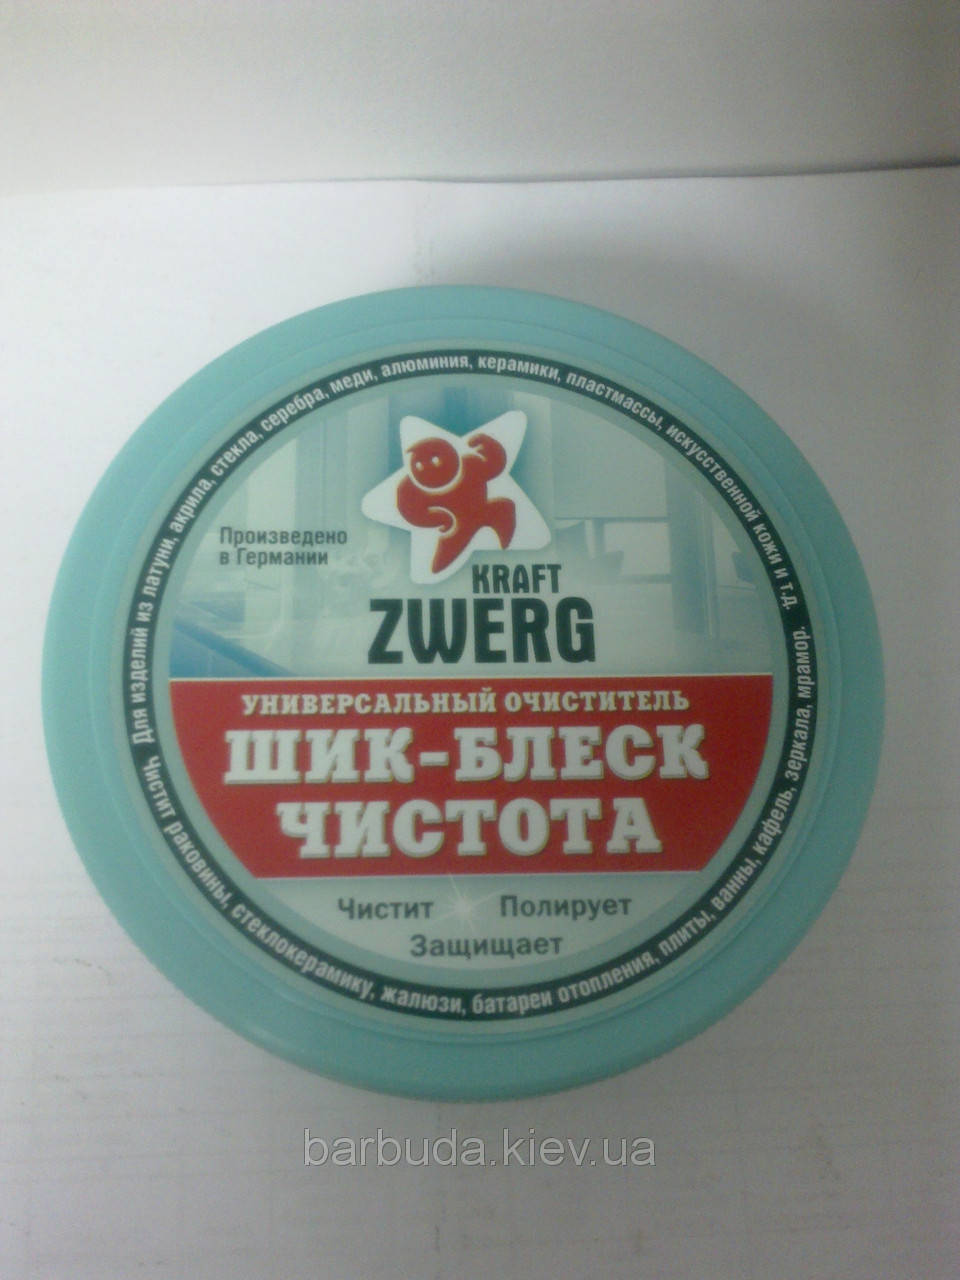 Для изделий из латуни, акрила, стекла, серебра, меди, алюминия, керамики, пластмассы, искусственной кожи и т.д.
Произведено
в Германии
KRAFT
ZWERG
УНИВЕРСАЛЬНЫЙ ОЧИСТИТЕЛЬ
ШИК-БЛЕСК
ЧИСТОТА
Чистит Полирует
Защищает
Чистит раковины, стеклокерамику, жалюзи, батареи отопления, плиты, ванны, кафель, зеркала, мрамор.
barbuda.kiev.ua